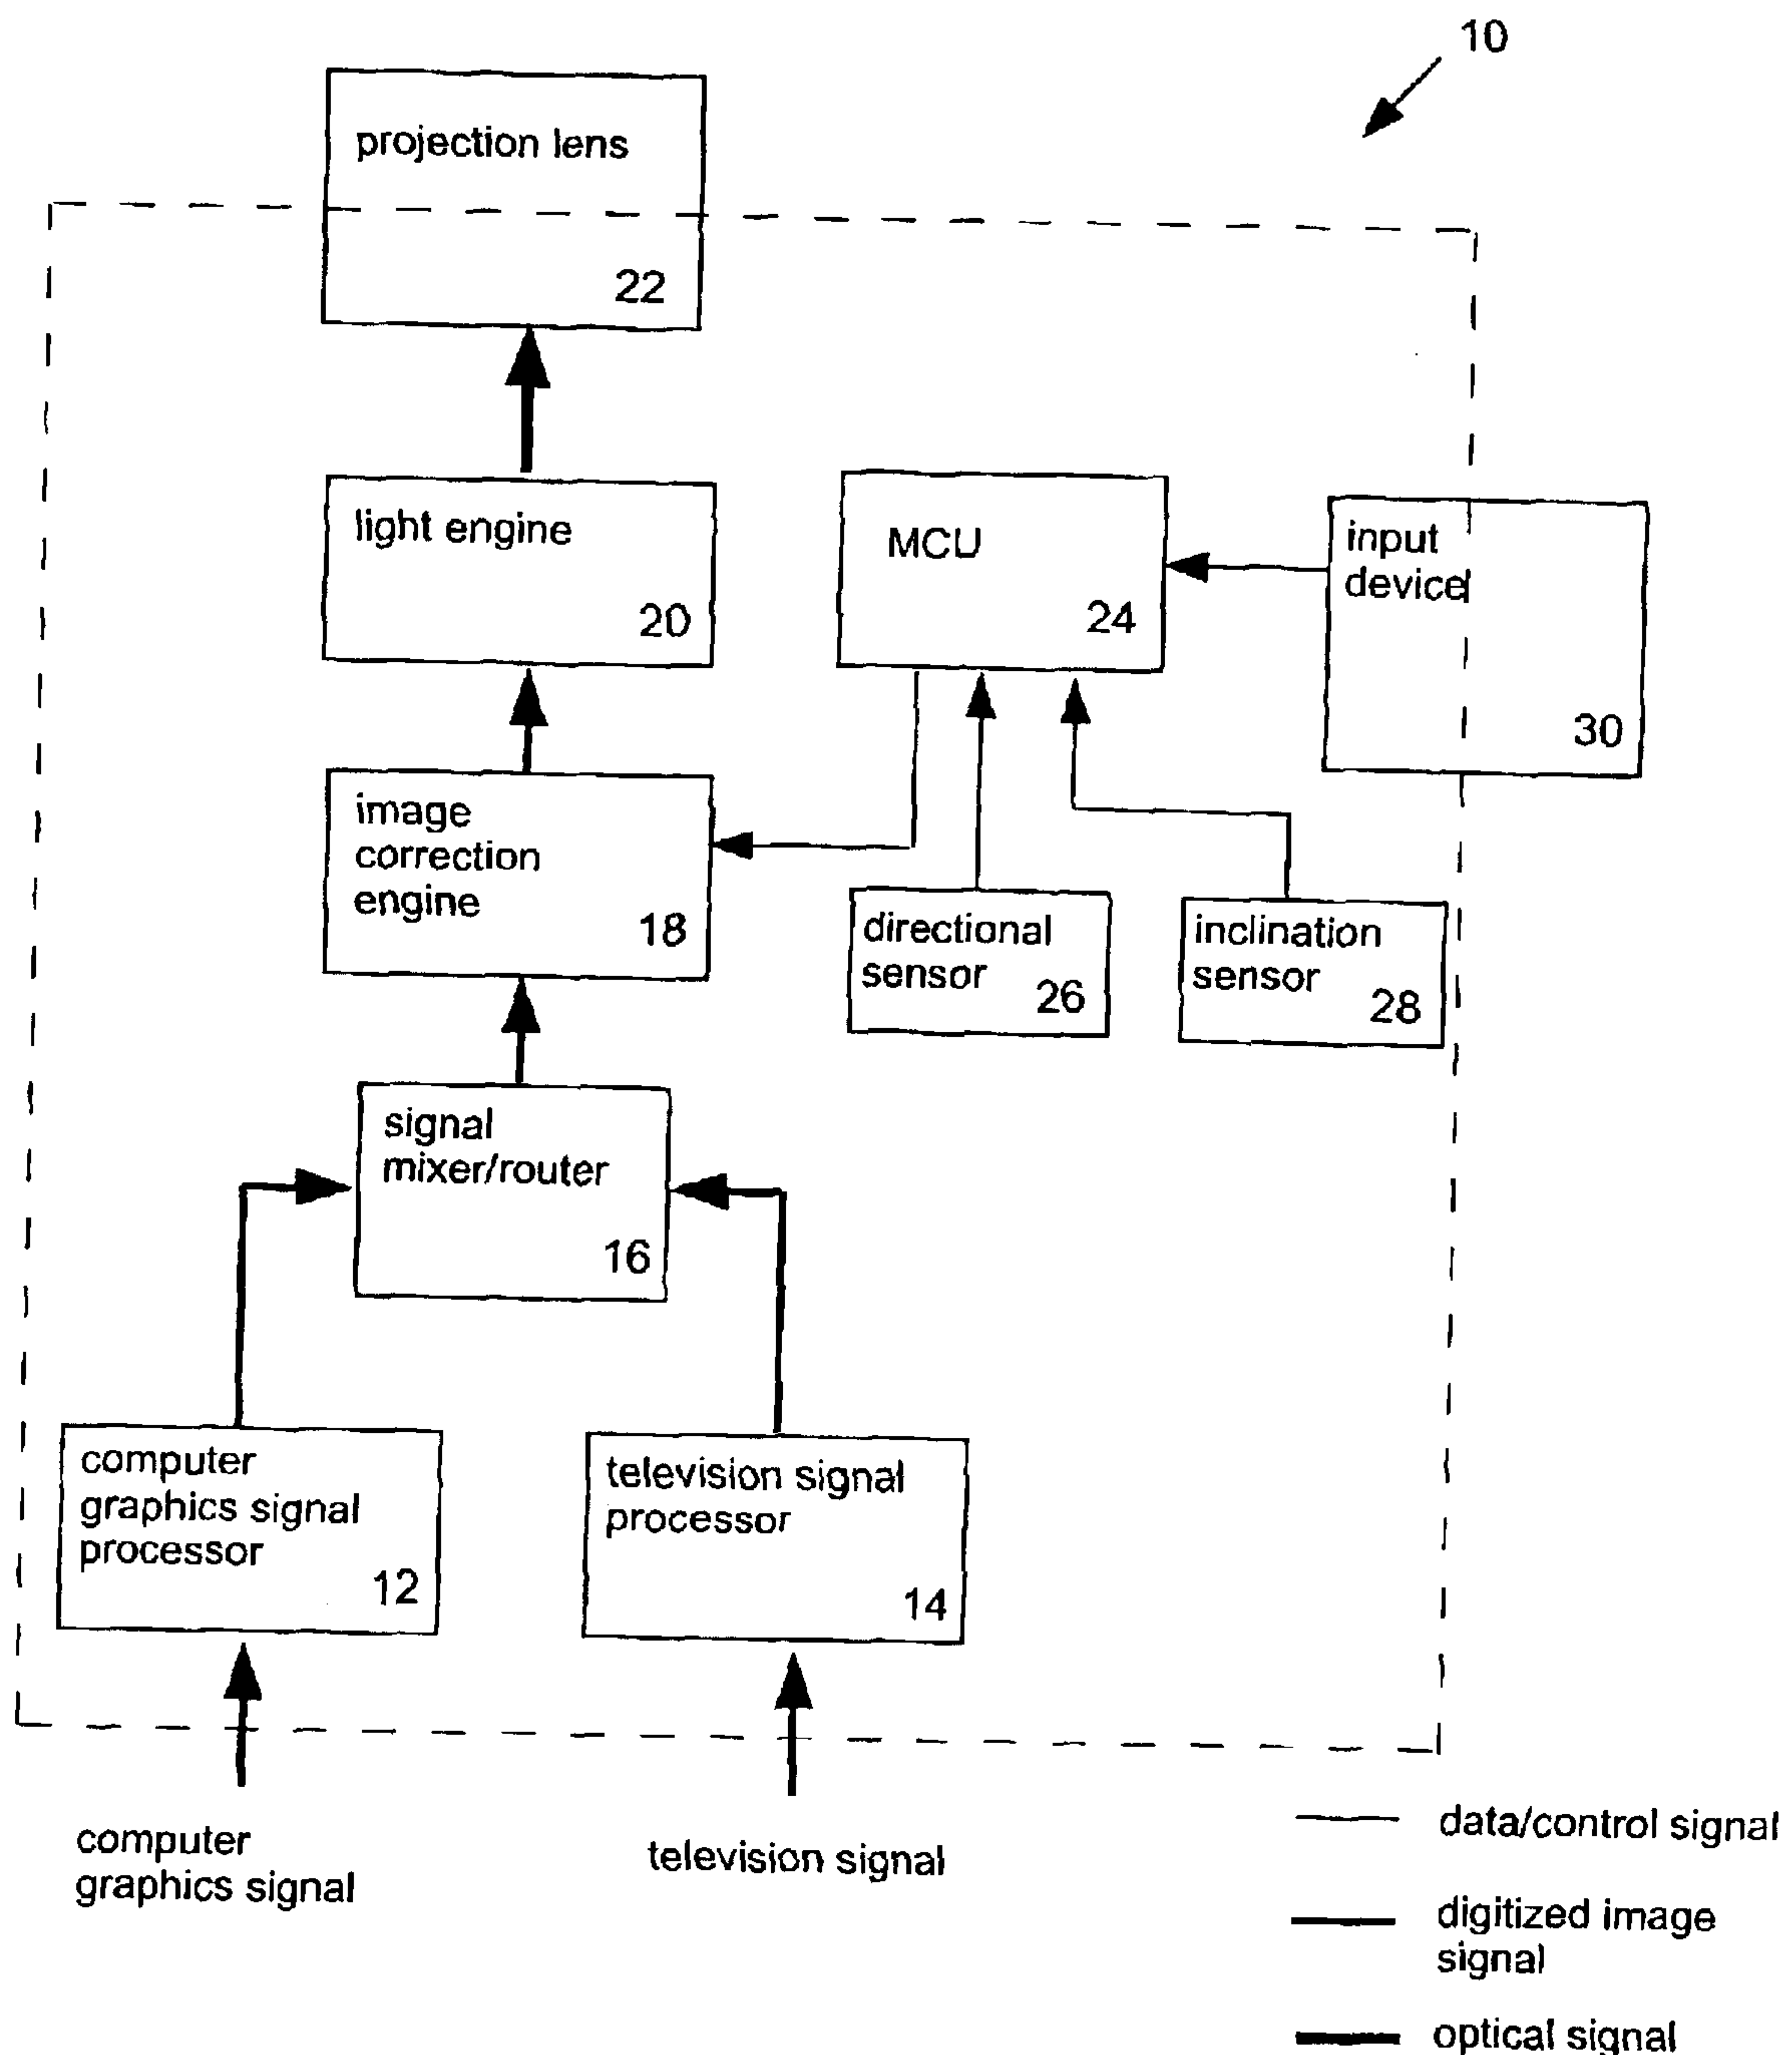 10
projection lens
22
light engine
20
MCU
24
input
device
30
image
correction
engine
18
directional
sensor
26
inclination
sensor
28
signal
mixer/router
16
computer
graphics signal
processor
12
television signal
processor
14
computer
graphics signal
television signal
data/control signal
digitized image
signal
optical signal